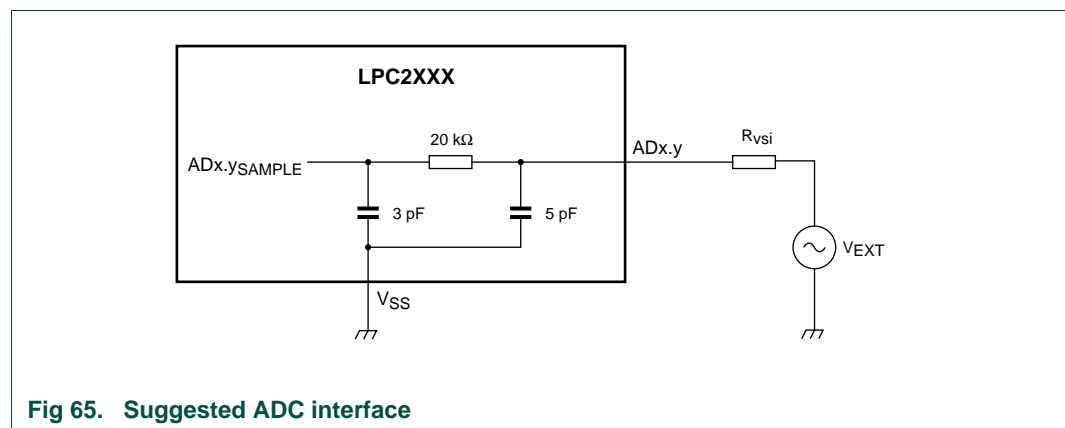 LPC2XXX
20 kΩ
ADx.y
Rvsi
ADx.ySAMPLE
3 pF
5 pF
VEXT
VSS
Fig 65. Suggested ADC interface